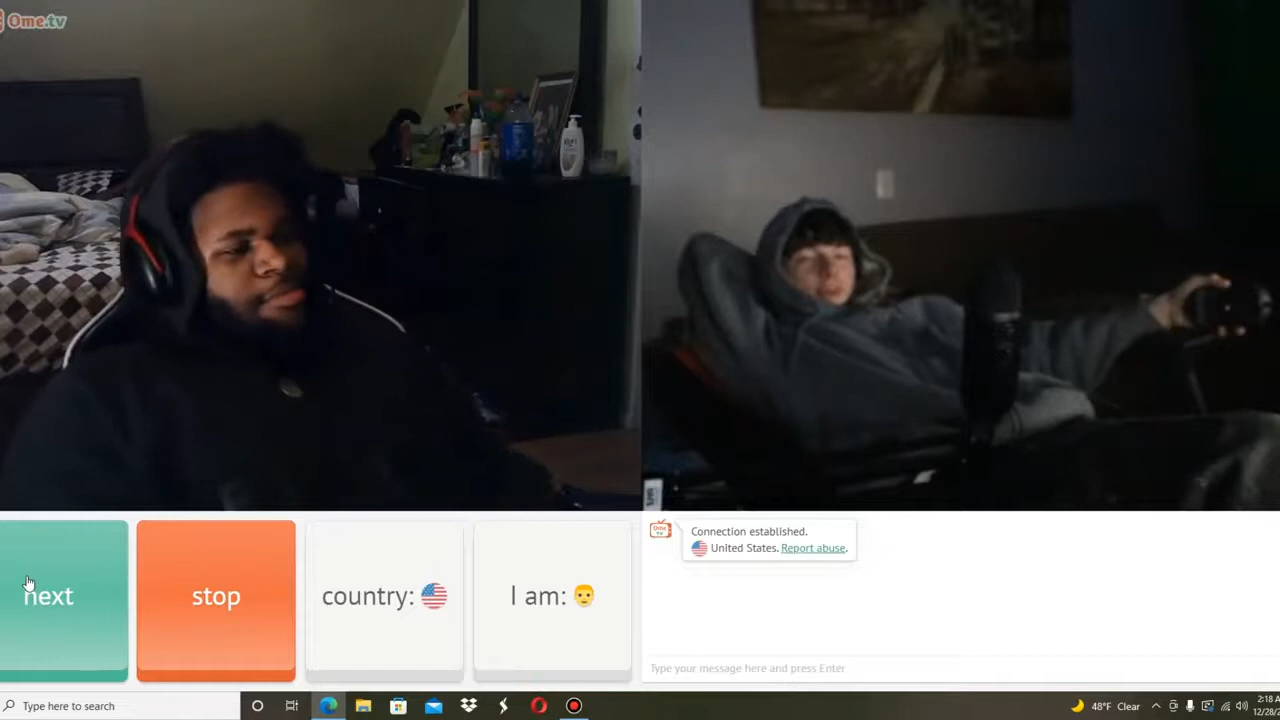 Ome.tv
next
stop
country:
I am:
Connection established.
United States. Report abuse.
Type your message here and press Enter
Type here to search
48°F Clear
2:18 A